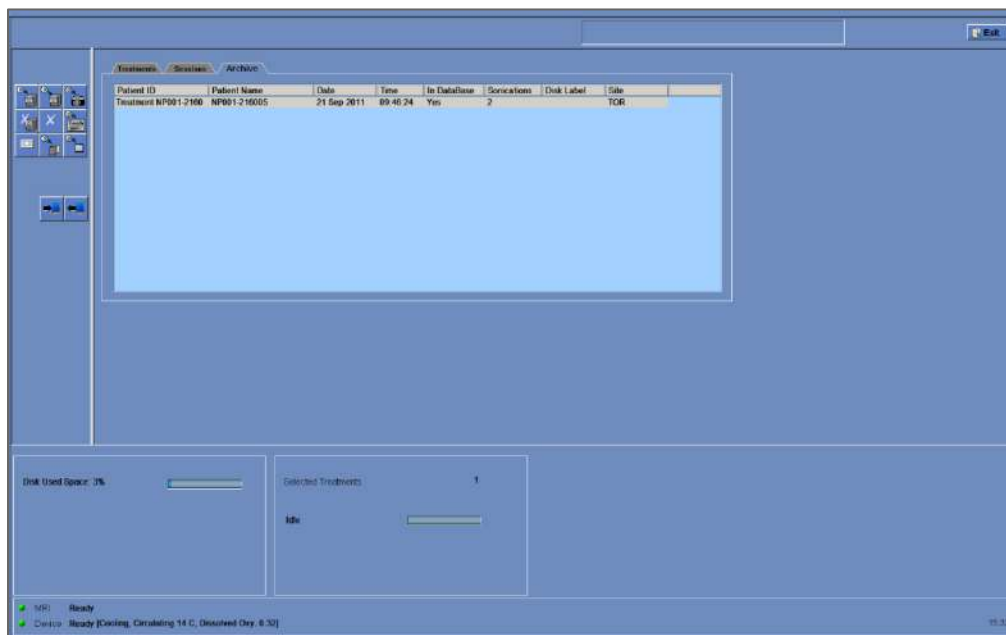 Exit
Treatments Sessions Archive
Patient ID Patient Name Date Time In DataBase Sonications Disk Label Site
Treatment NP001-2160 NP001-216005 21 Sep 2011 09:46:24 Yes 2 TOR
Disk Used Space: 3%
Selected Treatments 1
Idle
MRI Ready
Device Ready [Cooling, Circulating 14 C, Dissolved Oxy. 0.32]